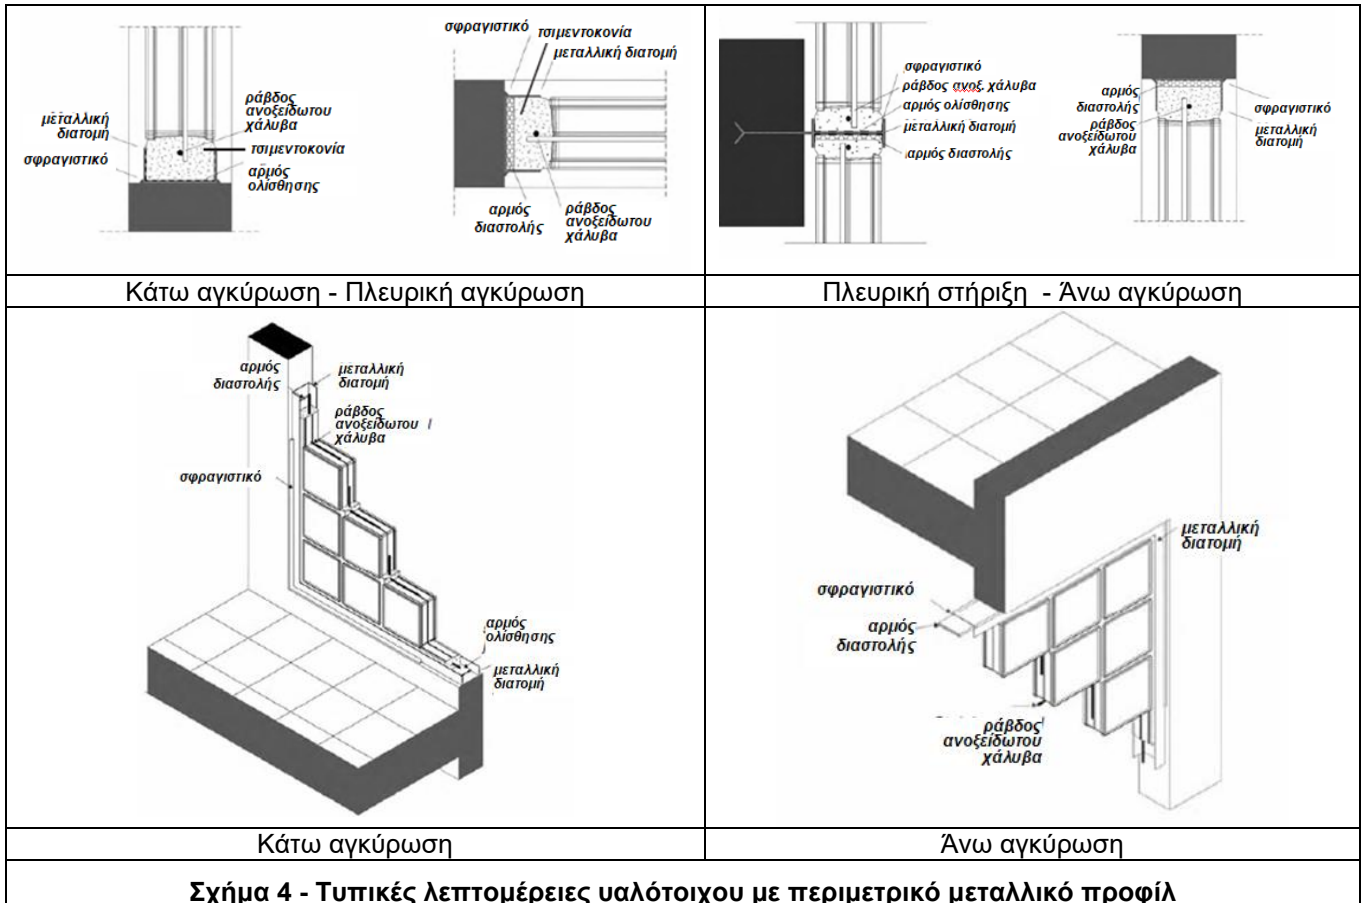 μεταλλική
διατομή
σφραγιστικό
ράβδος
ανοξείδωτου
χάλυβα
τσιμεντοκονία
αρμός
ολίσθησης
σφραγιστικό
τσιμεντοκονία
μεταλλική διατομή
αρμός
διαστολής
ράβδος
ανοξείδωτου
χάλυβα
σφραγιστικό
ράβδος ανοξ. χάλυβα
αρμός ολίσθησης
μεταλλική διατομή
αρμός διαστολής
αρμός
διαστολής
ράβδος
ανοξείδωτου
χάλυβα
σφραγιστικό
μεταλλική
διατομή
Κάτω αγκύρωση - Πλευρική αγκύρωση
Πλευρική στήριξη - Άνω αγκύρωση
αρμός
διαστολής
μεταλλική
διατομή
ράβδος
ανοξείδωτου
χάλυβα
σφραγιστικό
αρμός
ολίσθησης
μεταλλική
διατομή
μεταλλική
διατομή
σφραγιστικό
αρμός
διαστολής
ράβδος
ανοξείδωτου
χάλυβα
Κάτω αγκύρωση
Άνω αγκύρωση
Σχήμα 4 - Τυπικές λεπτομέρειες υαλότοιχου με περιμετρικό μεταλλικό προφίλ